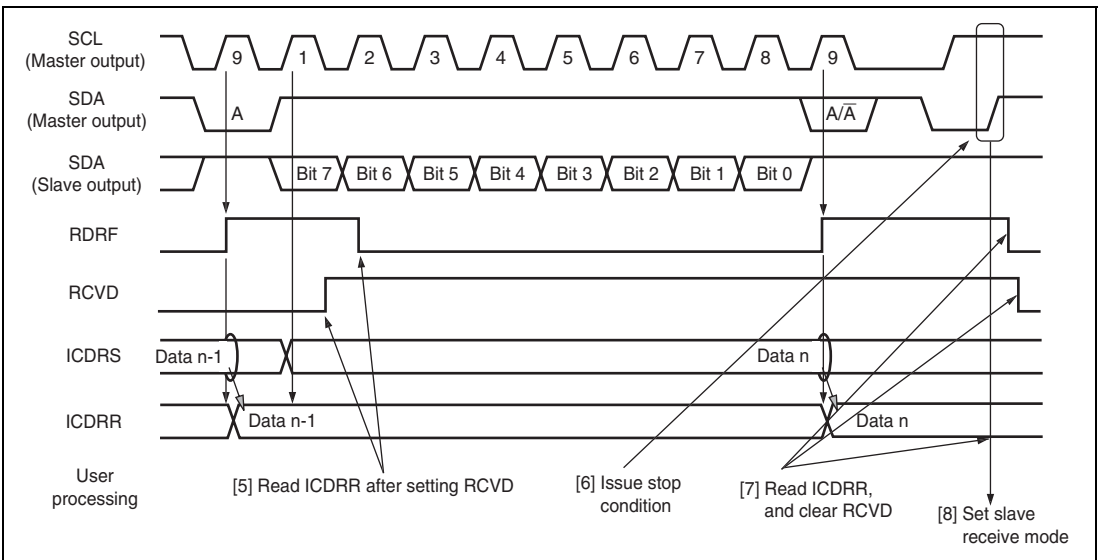 SCL
(Master output)
9 1 2 3 4 5 6 7 8 9
SDA
(Master output)
A A/A̅
SDA
(Slave output)
Bit 7 Bit 6 Bit 5 Bit 4 Bit 3 Bit 2 Bit 1 Bit 0
RDRF
RCVD
ICDRS
Data n-1 Data n
ICDRR
Data n-1 Data n
User
processing
[5] Read ICDRR after setting RCVD
[6] Issue stop
condition
[7] Read ICDRR,
and clear RCVD
[8] Set slave
receive mode